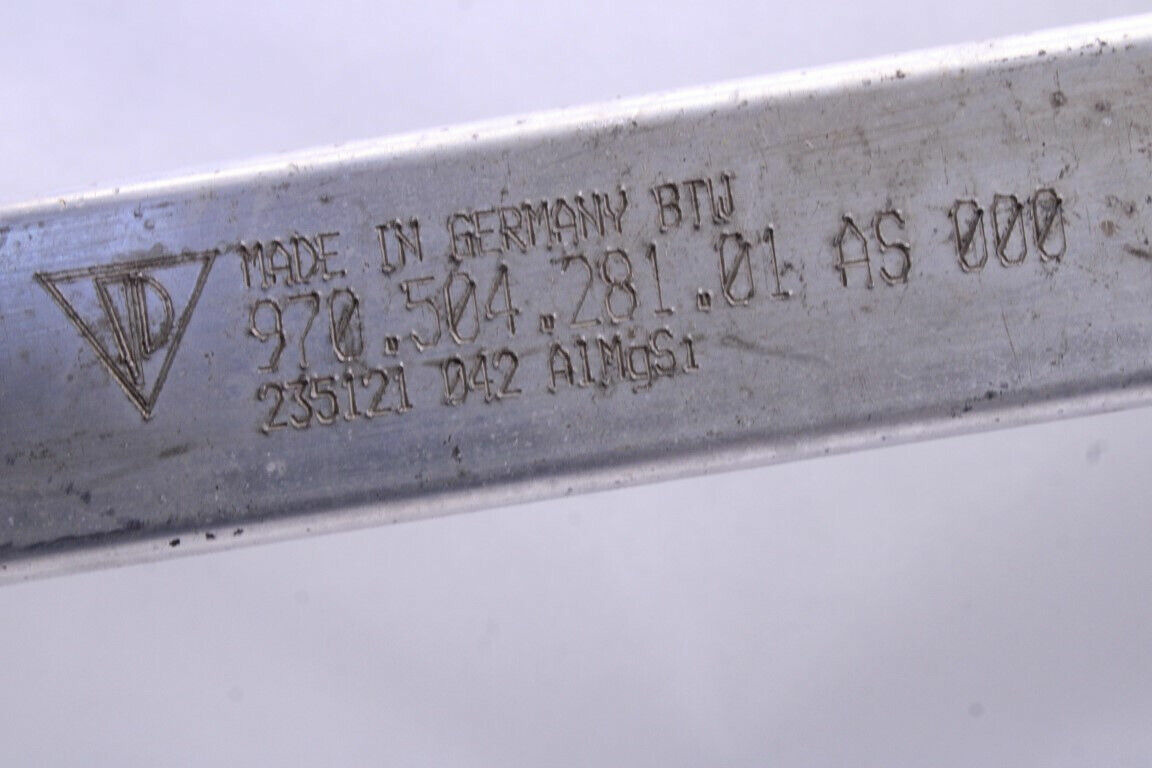 MADE IN GERMANY BTW
970.504.281.01 AS 000
235121 042 AlMgSi